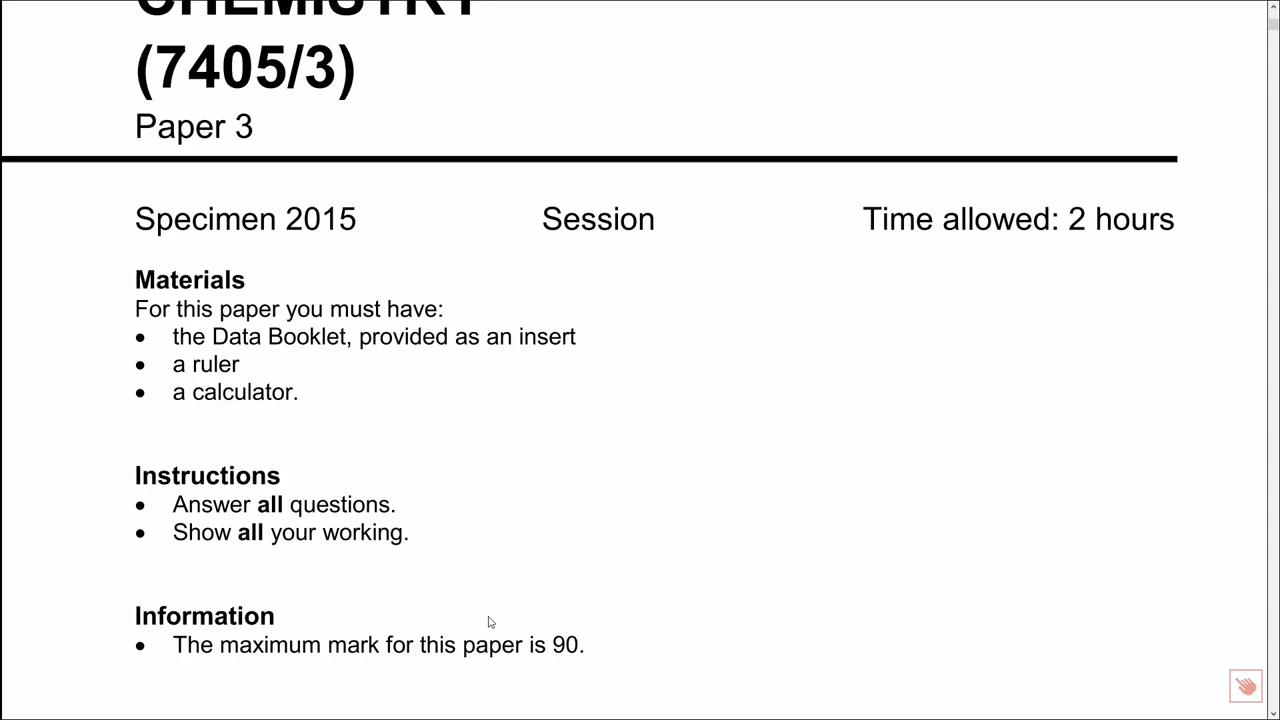 CHEMISTRY
(7405/3)
Paper 3
Specimen 2015 Session Time allowed: 2 hours
Materials
For this paper you must have:
• the Data Booklet, provided as an insert
• a ruler
• a calculator.
Instructions
• Answer all questions.
• Show all your working.
Information
• The maximum mark for this paper is 90.